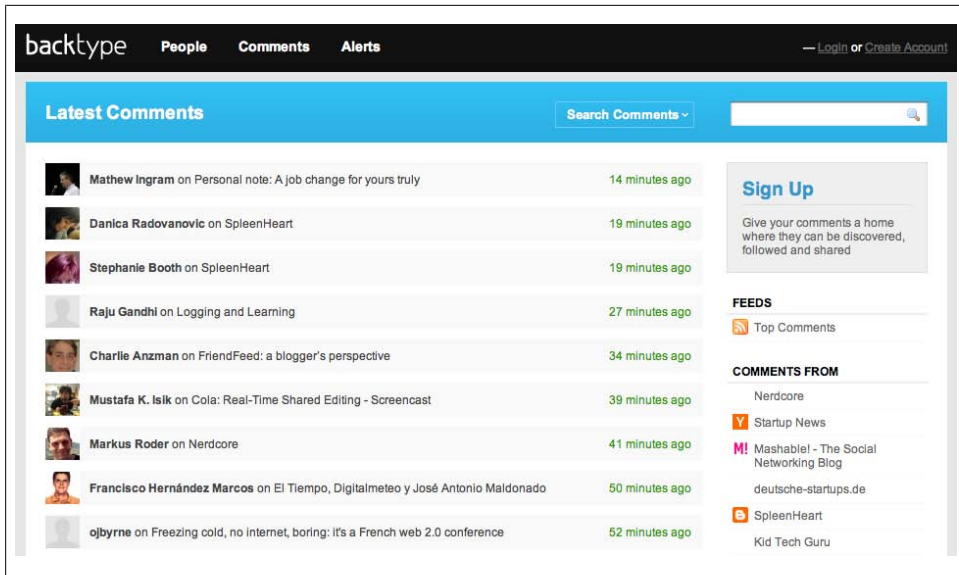 backtype People Comments Alerts — Login or Create Account
Latest Comments Search Comments
Mathew Ingram on Personal note: A job change for yours truly 14 minutes ago
Danica Radovanovic on SpleenHeart 19 minutes ago
Stephanie Booth on SpleenHeart 19 minutes ago
Raju Gandhi on Logging and Learning 27 minutes ago
Charlie Anzman on FriendFeed: a blogger's perspective 34 minutes ago
Mustafa K. Isik on Cola: Real-Time Shared Editing - Screencast 39 minutes ago
Markus Roder on Nerdcore 41 minutes ago
Francisco Hernández Marcos on El Tiempo, Digitalmeteo y José Antonio Maldonado 50 minutes ago
ojbyrne on Freezing cold, no internet, boring: it's a French web 2.0 conference 52 minutes ago
Sign Up
Give your comments a home
where they can be discovered,
followed and shared
FEEDS
Top Comments
COMMENTS FROM
Nerdcore
Y Startup News
M! Mashable! - The Social
Networking Blog
deutsche-startups.de
SpleenHeart
Kid Tech Guru